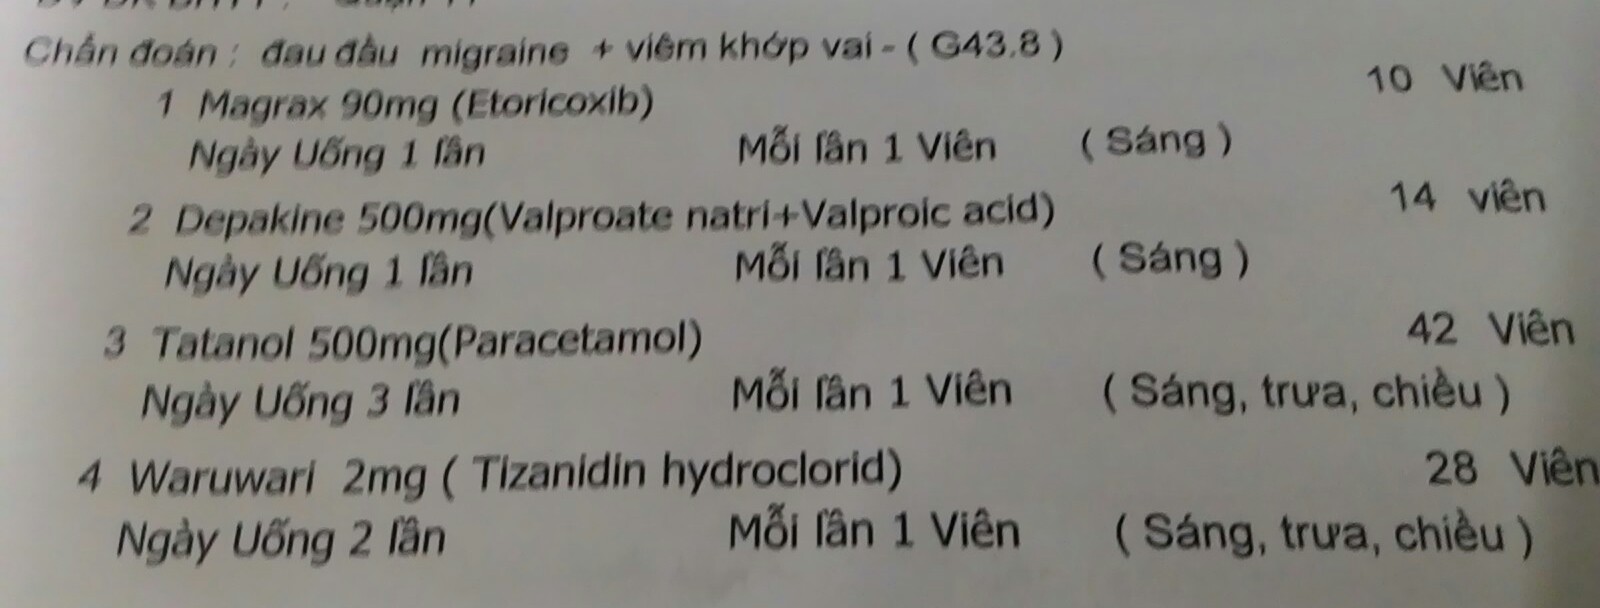 Chẩn đoán : đau đầu migraine + viêm khớp vai - ( G43.8 )
1 Magrax 90mg (Etoricoxib) 10 Viên
Ngày Uống 1 lần Mỗi lần 1 Viên ( Sáng )
2 Depakine 500mg(Valproate natri+Valproic acid) 14 viên
Ngày Uống 1 lần Mỗi lần 1 Viên ( Sáng )
3 Tatanol 500mg(Paracetamol) 42 Viên
Ngày Uống 3 lần Mỗi lần 1 Viên ( Sáng, trưa, chiều )
4 Waruwari 2mg ( Tizanidin hydroclorid) 28 Viên
Ngày Uống 2 lần Mỗi lần 1 Viên ( Sáng, trưa, chiều )